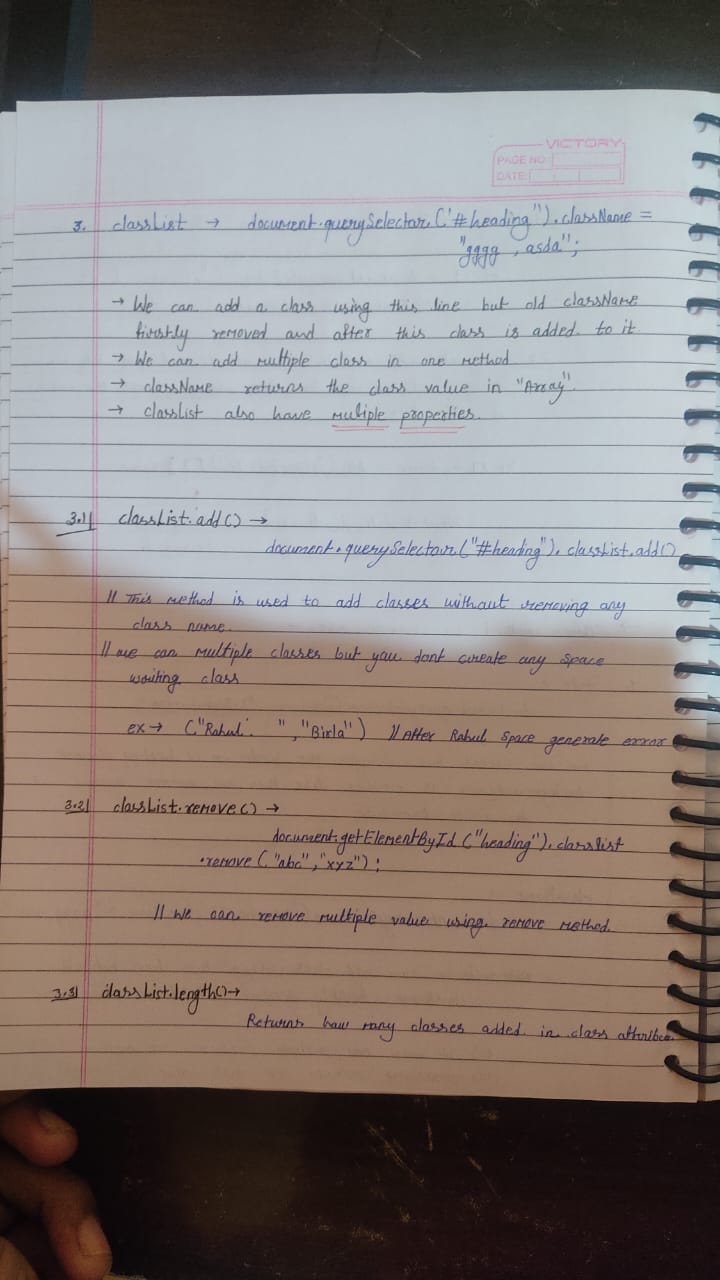 VICTORY
PAGE NO:
DATE:
3. classList → document.querySelector('#heading").className =
"gggg , asda";
→ We can add a class using this line but old className
firstly removed and after this class is added to it
→ We can add multiple class in one method
→ className returns the class value in "Array".
→ classList also have muliple properties.
3.1| classList.add() →
document.querySelector("#heading").classList.add()
// This method is used to add classes without removing any
class name.
// we can multiple classes but you dont create any space
waiting class
ex → ("Rahul ","Birla") // After Rahul space generate error
3.2| classList.remove() →
document.getElementById("heading").classlist
.remove("abc","xyz");
// We can remove multiple value using remove method.
3.3| classList.length() →
Returns how many classes added in class